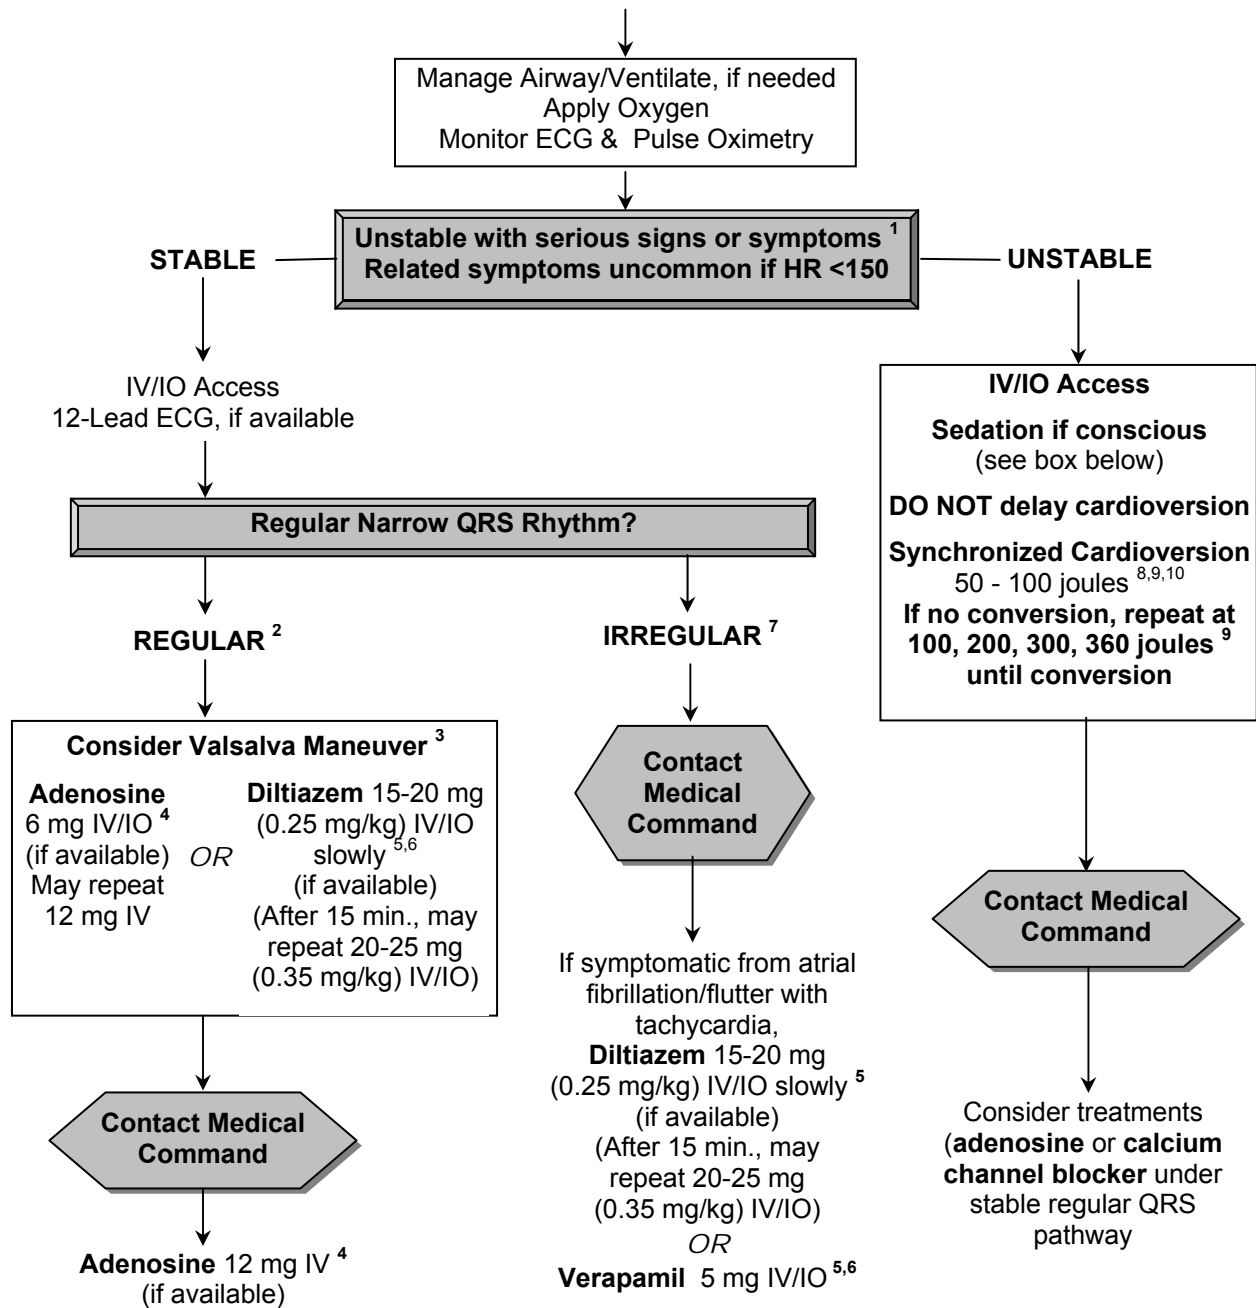 Manage Airway/Ventilate, if needed
Apply Oxygen
Monitor ECG &  Pulse Oximetry
Unstable with serious signs or symptoms 1
Related symptoms uncommon if HR <150
STABLE
UNSTABLE
IV/IO Access
12-Lead ECG, if available
Regular Narrow QRS Rhythm?
REGULAR 2
IRREGULAR 7
Consider Valsalva Maneuver 3
Adenosine
6 mg IV/IO 4
(if available)
May repeat
12 mg IV
OR
Diltiazem 15-20 mg
(0.25 mg/kg) IV/IO
slowly 5,6
(if available)
(After 15 min., may
repeat 20-25 mg
(0.35 mg/kg) IV/IO)
Contact Medical
Command
Adenosine 12 mg IV 4
(if available)
Contact
Medical
Command
If symptomatic from atrial
fibrillation/flutter with
tachycardia,
Diltiazem 15-20 mg
(0.25 mg/kg) IV/IO slowly 5
(if available)
(After 15 min., may
repeat 20-25 mg
(0.35 mg/kg) IV/IO)
OR
Verapamil  5 mg IV/IO 5,6
IV/IO Access
Sedation if conscious
(see box below)
DO NOT delay cardioversion
Synchronized Cardioversion
50 - 100 joules 8,9,10
If no conversion, repeat at
100, 200, 300, 360 joules 9
until conversion
Contact Medical
Command
Consider treatments
(adenosine or calcium
channel blocker under
stable regular QRS
pathway